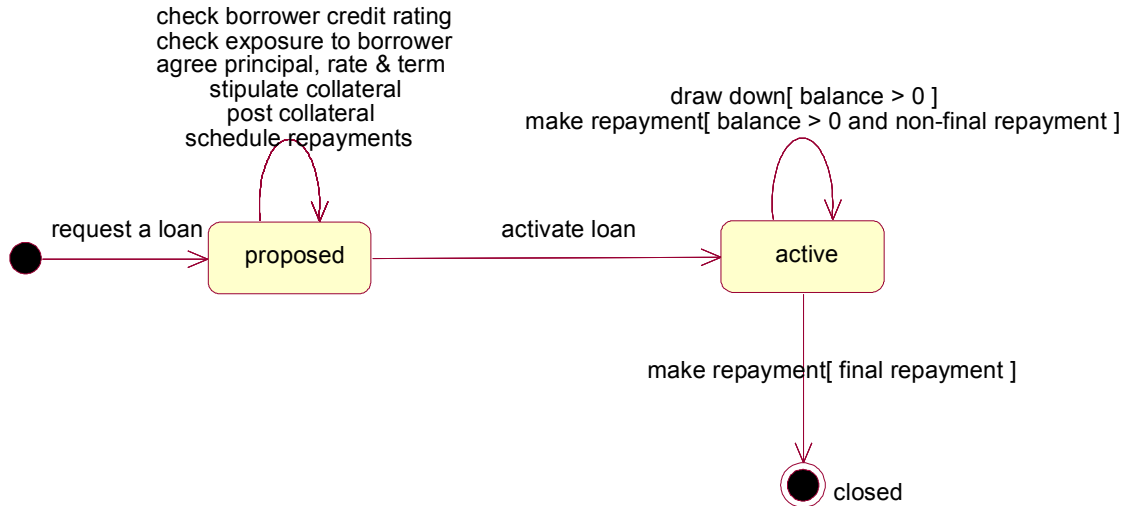 check borrower credit rating
check exposure to borrower
agree principal, rate & term
stipulate collateral
post collateral
schedule repayments
draw down[ balance > 0 ]
make repayment[ balance > 0 and non-final repayment ]
request a loan
proposed
activate loan
active
make repayment[ final repayment ]
closed